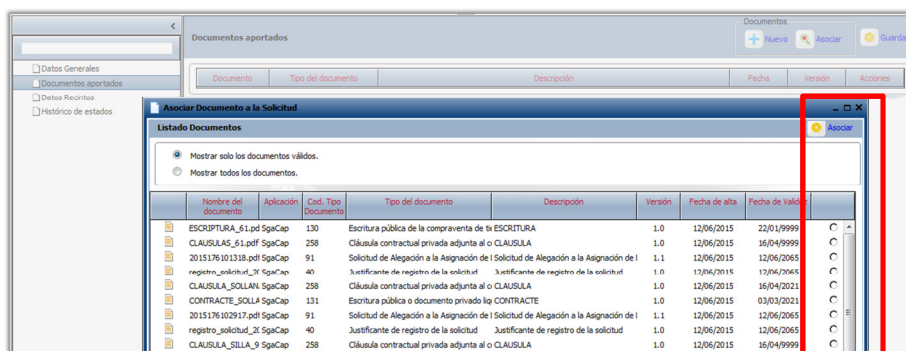 Documentos
Documentos aportados
Nuevo Asociar Guarda
Datos Generales
Documento Tipo del documento Descripción Fecha Versión Acciones
Documentos aportados
Datos Recintos
Histórico de estados
Asociar Documento a la Solicitud
Listado Documentos Asociar
Mostrar solo los documentos válidos.
Mostrar todos los documentos.
Nombre del documento Aplicación Cod. Tipo Documento Tipo del documento Descripción Versión Fecha de alta Fecha de Validez
ESCRIPTURA_61.pd SgaCap 130 Escritura pública de la compraventa de tie ESCRITURA 1.0 12/06/2015 22/01/9999
CLAUSULAS_61.pdf SgaCap 258 Cláusula contractual privada adjunta al o CLAUSULA 1.0 12/06/2015 16/04/9999
2015176101318.pdf SgaCap 91 Solicitud de Alegación a la Asignación de l Solicitud de Alegación a la Asignación de l 1.1 12/06/2015 12/06/2065
registro_solicitud_2( SgaCap 40 Justificante de registro de la solicitud Justificante de registro de la solicitud 1.0 12/06/2015 12/06/2065
CLAUSULA_SOLLAN. SgaCap 258 Cláusula contractual privada adjunta al o CLAUSULA 1.0 12/06/2015 16/04/2021
CONTRACTE_SOLLA SgaCap 131 Escritura pública o documento privado liq CONTRACTE 1.0 12/06/2015 03/03/2021
2015176102917.pdf SgaCap 91 Solicitud de Alegación a la Asignación de l Solicitud de Alegación a la Asignación de l 1.1 12/06/2015 12/06/2065
registro_solicitud_2( SgaCap 40 Justificante de registro de la solicitud Justificante de registro de la solicitud 1.0 12/06/2015 12/06/2065
CLAUSULA_SILLA_9 SgaCap 258 Cláusula contractual privada adjunta al o CLAUSULA 1.0 12/06/2015 16/04/9999